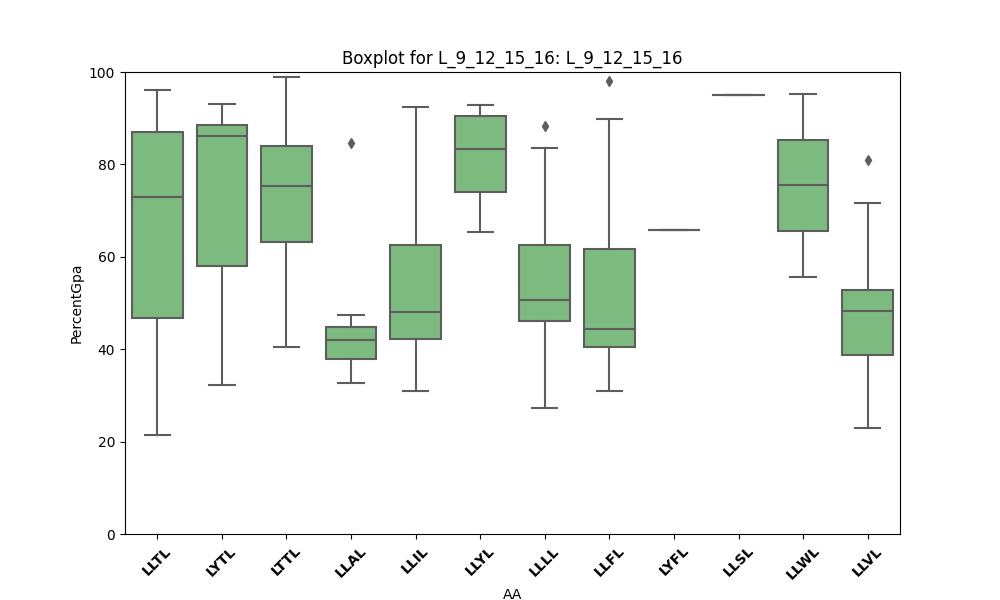 Boxplot for L_9_12_15_16: L_9_12_15_16
100
80
60
40
20
0
PercentGpa
LLTL LYTL LTTL LLAL LLIL LLYL LLLL LLFL LYFL LLSL LLWL LLVL
AA